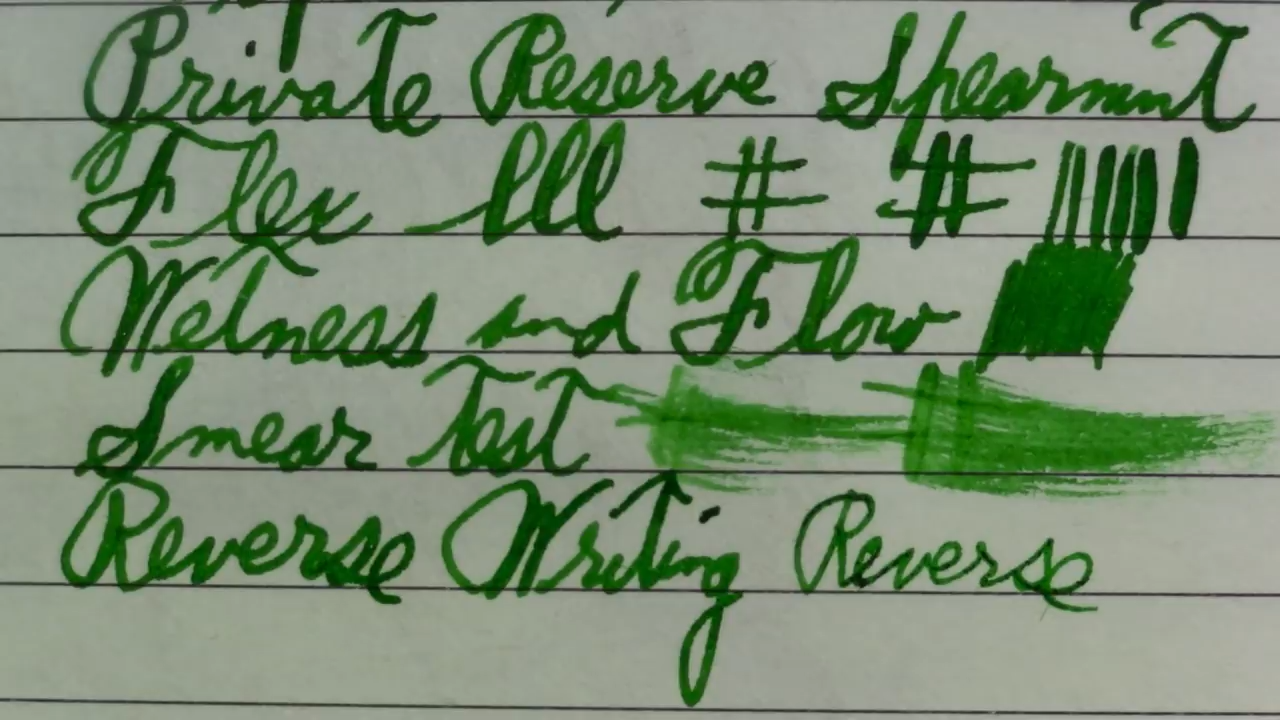 Private Reserve Spearmint
Flex lll # #
Wetness and Flow
Smear Test
Reverse Writing Reverse